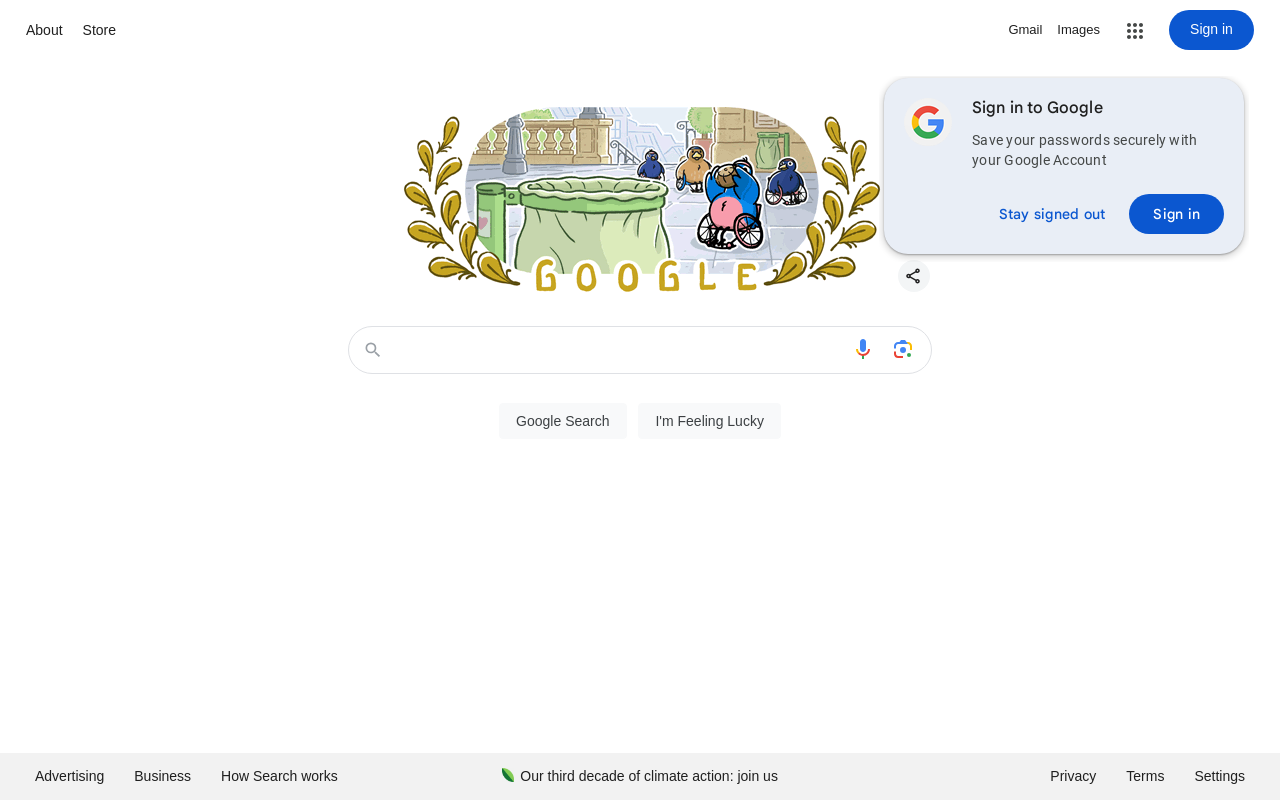 About Store
Gmail Images Sign in
Sign in to Google
Save your passwords securely with
your Google Account
Stay signed out Sign in
GOOGLE
Google Search I'm Feeling Lucky
Advertising Business How Search works Our third decade of climate action: join us Privacy Terms Settings